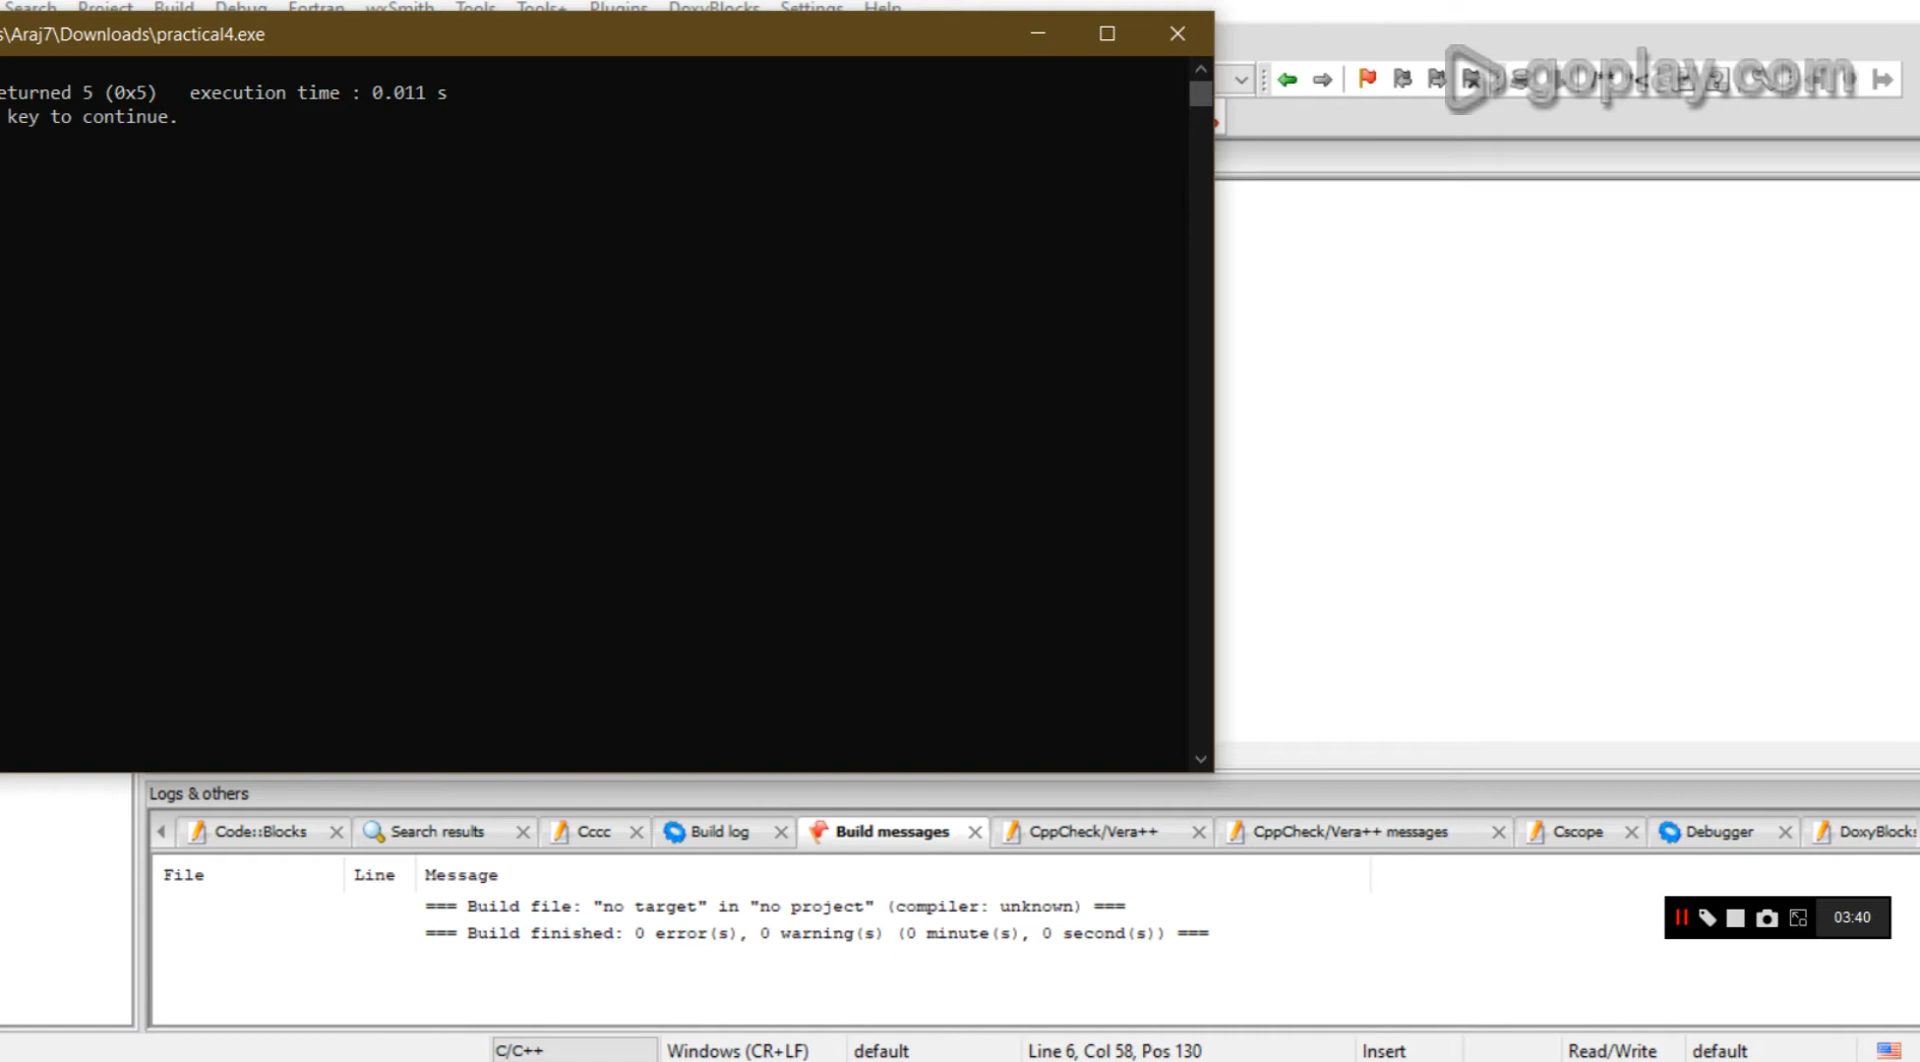 Search Project Build Debug Fortran wxSmith Tools Tools+ Plugins DoxyBlocks Settings Help
s\Araj7\Downloads\practical4.exe
goplay.com
eturned 5 (0x5)   execution time : 0.011 s
key to continue.
Logs & others
Code::Blocks Search results Cccc Build log Build messages CppCheck/Vera++ CppCheck/Vera++ messages Cscope Debugger DoxyBlocks
File Line Message
=== Build file: "no target" in "no project" (compiler: unknown) ===
=== Build finished: 0 error(s), 0 warning(s) (0 minute(s), 0 second(s)) ===
03:40
C/C++ Windows (CR+LF) default Line 6, Col 58, Pos 130 Insert Read/Write default